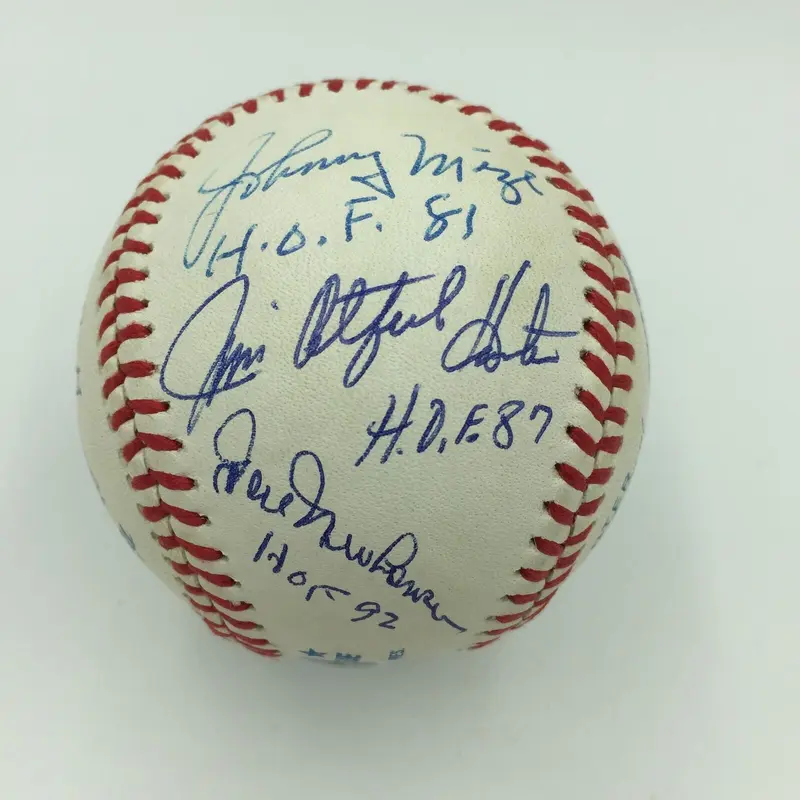 Johnny Mize
H.O.F. 81
Jim Catfish Hunter
H.O.F. 87
Hal Newhouser
HOF 92